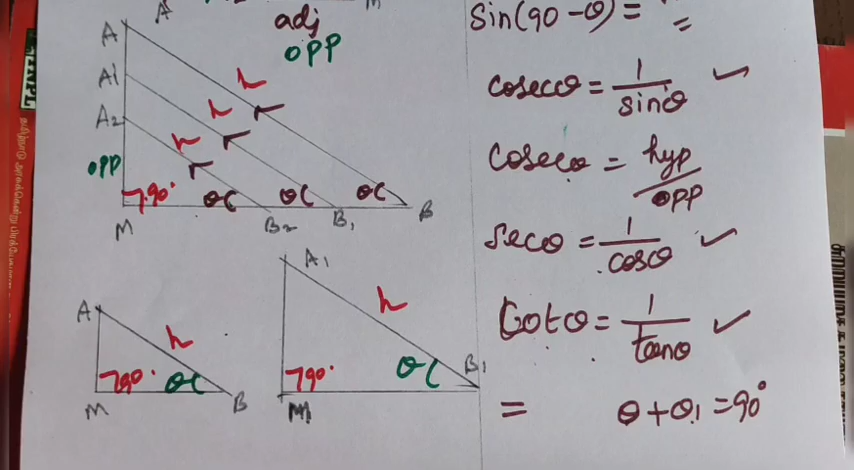 A
adj
opp
A
A1
A2
h
h
h
opp
90°
θ
θ
θ
M
B2
B1
B
A
h
90°
θ
M
B
A1
h
90°
θ
M1
B1
Sin(90-θ) =
cosecθ = 1/sinθ ✓
cosecθ = hyp/opp
secθ = 1/cosθ ✓
Cotθ = 1/tanθ ✓
= θ+θ1 = 90°